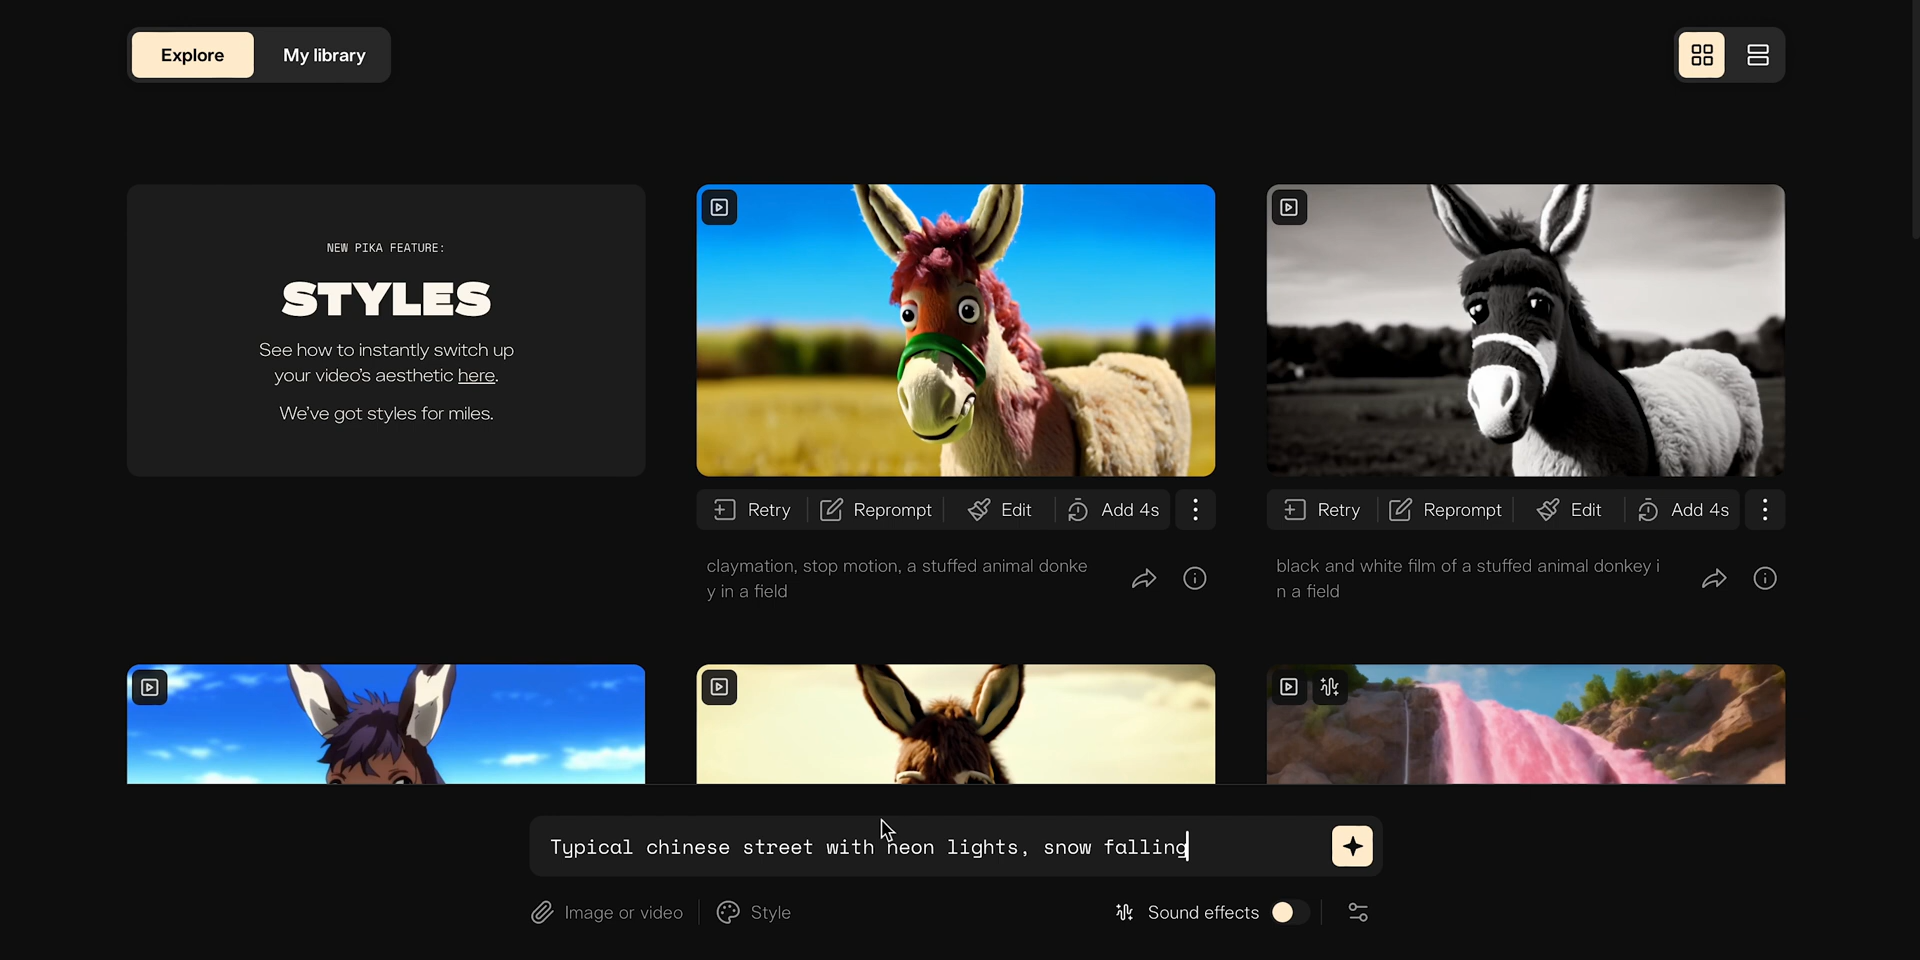 Explore
My library
NEW PIKA FEATURE:
STYLES
See how to instantly switch up
your video's aesthetic here.
We've got styles for miles.
Retry
Reprompt
Edit
Add 4s
claymation, stop motion, a stuffed animal donke
y in a field
Retry
Reprompt
Edit
Add 4s
black and white film of a stuffed animal donkey i
n a field
Typical chinese street with neon lights, snow falling
Image or video
Style
Sound effects